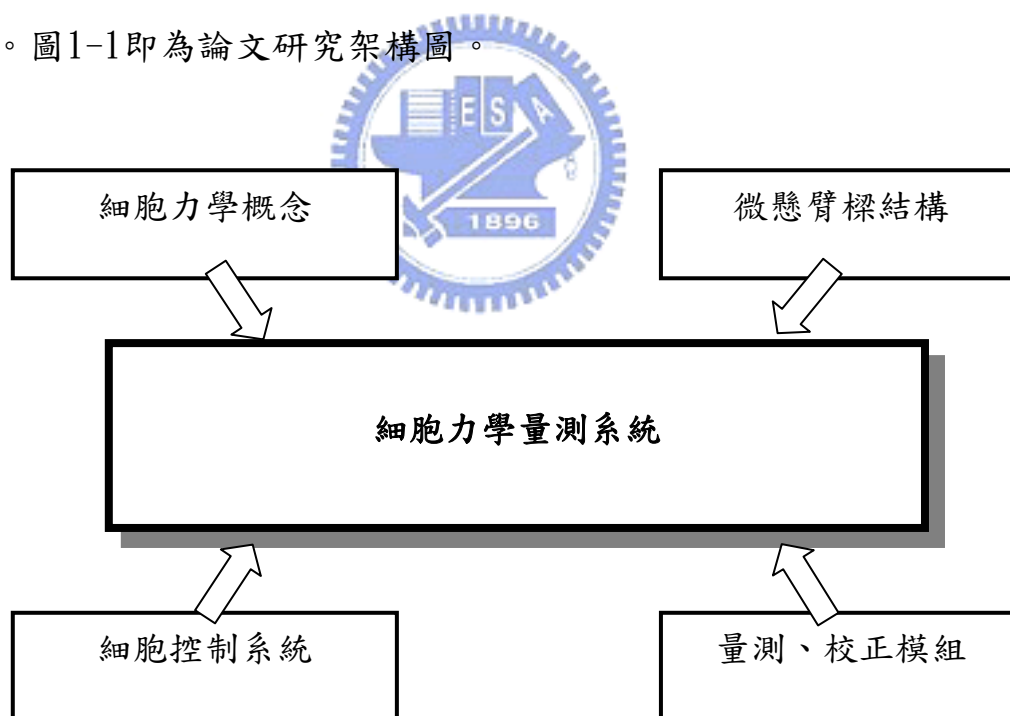 。圖1-1即為論文研究架構圖。
E S A
1896
細胞力學概念
微懸臂樑結構
細胞力學量測系統
細胞控制系統
量測、校正模組